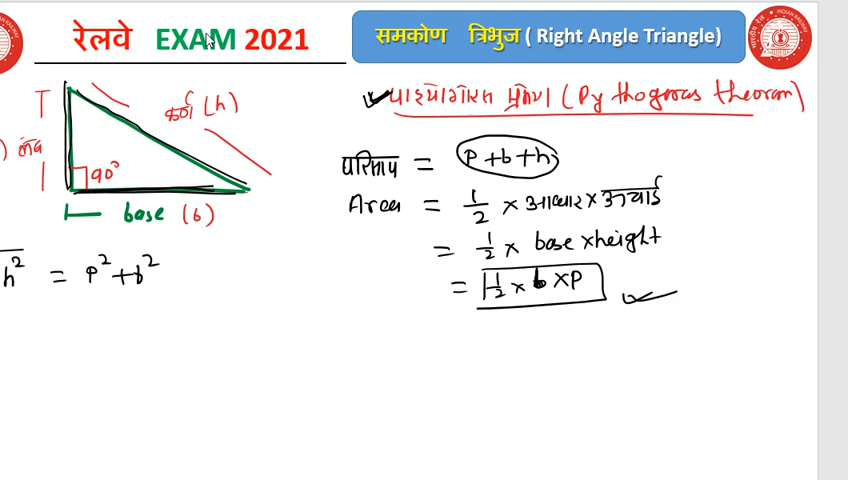 रेलवे EXAM 2021
समकोण त्रिभुज ( Right Angle Triangle)
पाइथोगोरस प्रमेय (Pythogoras theoram)
कर्ण (h)
) लंब
90°
base (b)
परिमाप = p+b+h
Area = 1/2 × आधार × ऊंचाई
= 1/2 × base × height
= 1/2 × b × P
h² = P² + b²